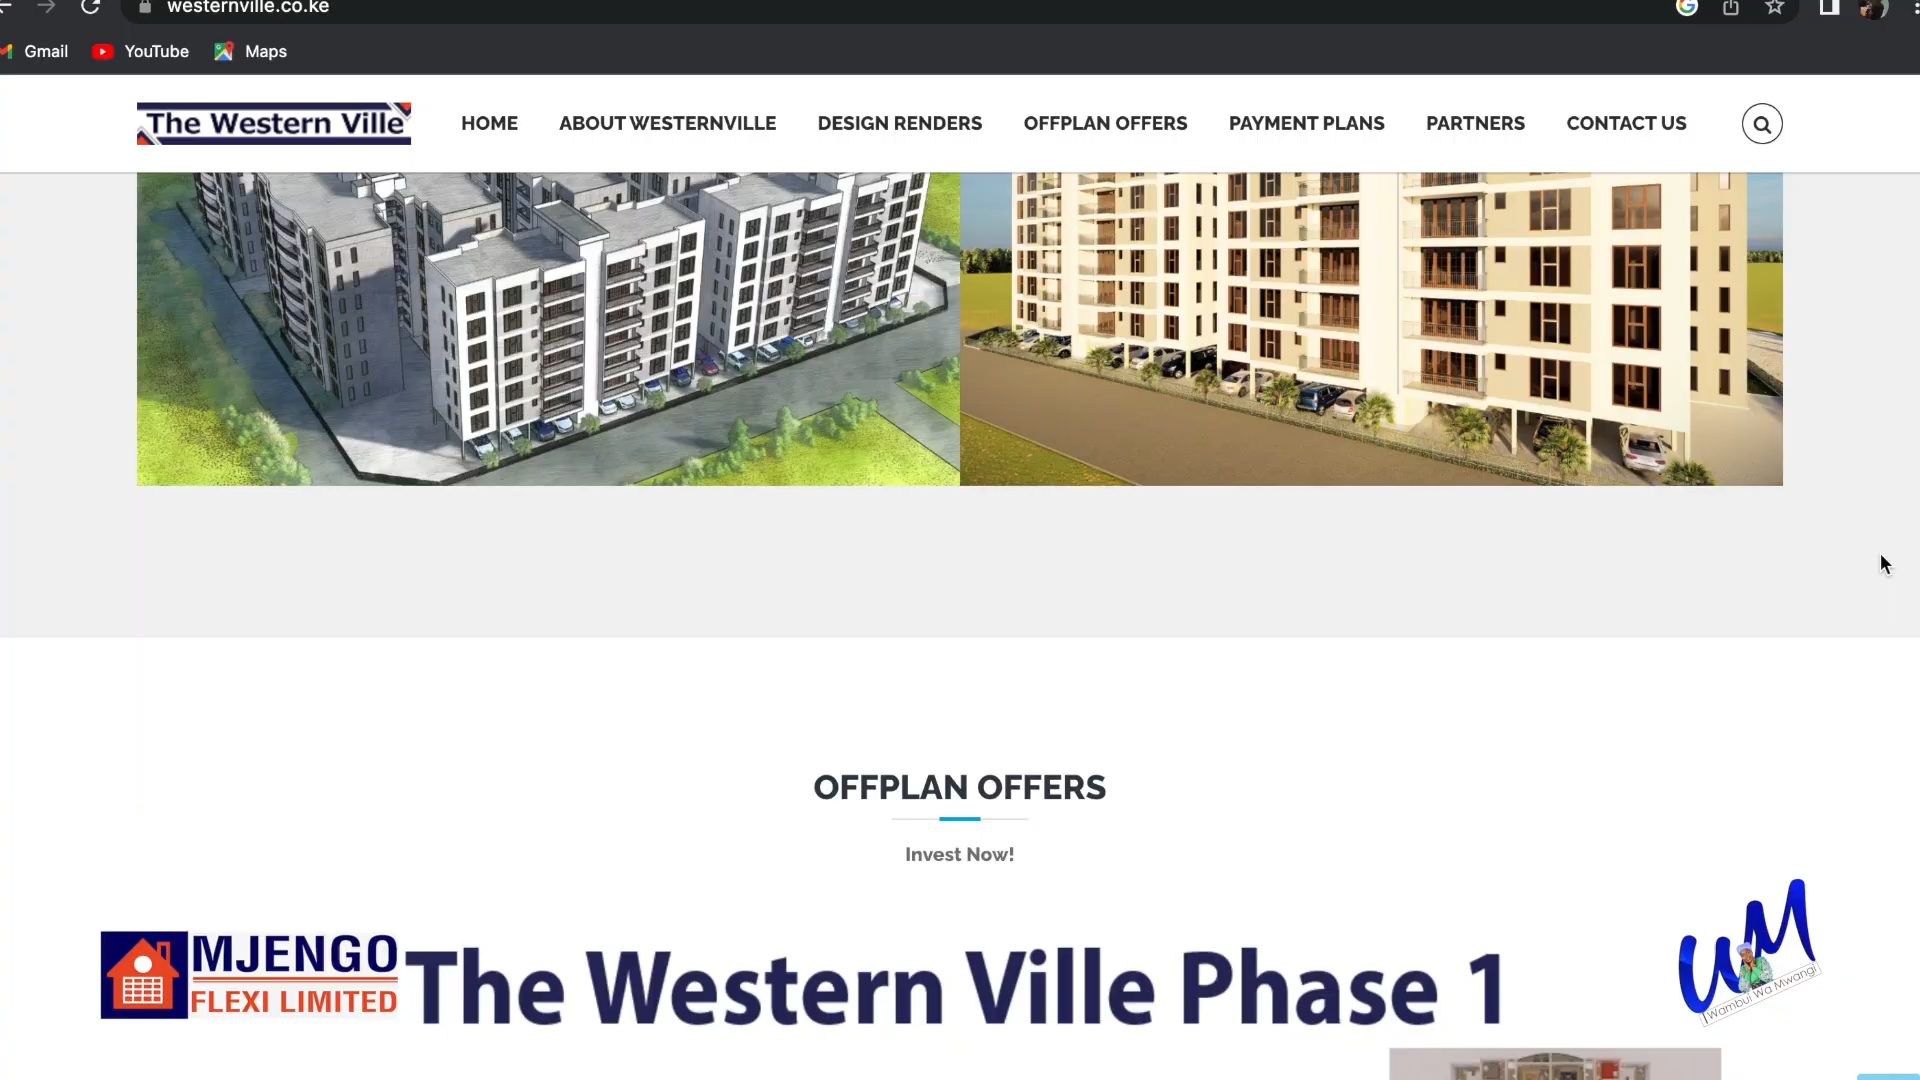 westernville.co.ke
Gmail
YouTube
Maps
The Western Ville
HOME
ABOUT WESTERNVILLE
DESIGN RENDERS
OFFPLAN OFFERS
PAYMENT PLANS
PARTNERS
CONTACT US
OFFPLAN OFFERS
Invest Now!
MJENGO
FLEXI LIMITED
The Western Ville Phase 1
WM
Wambui Wa Mwangi